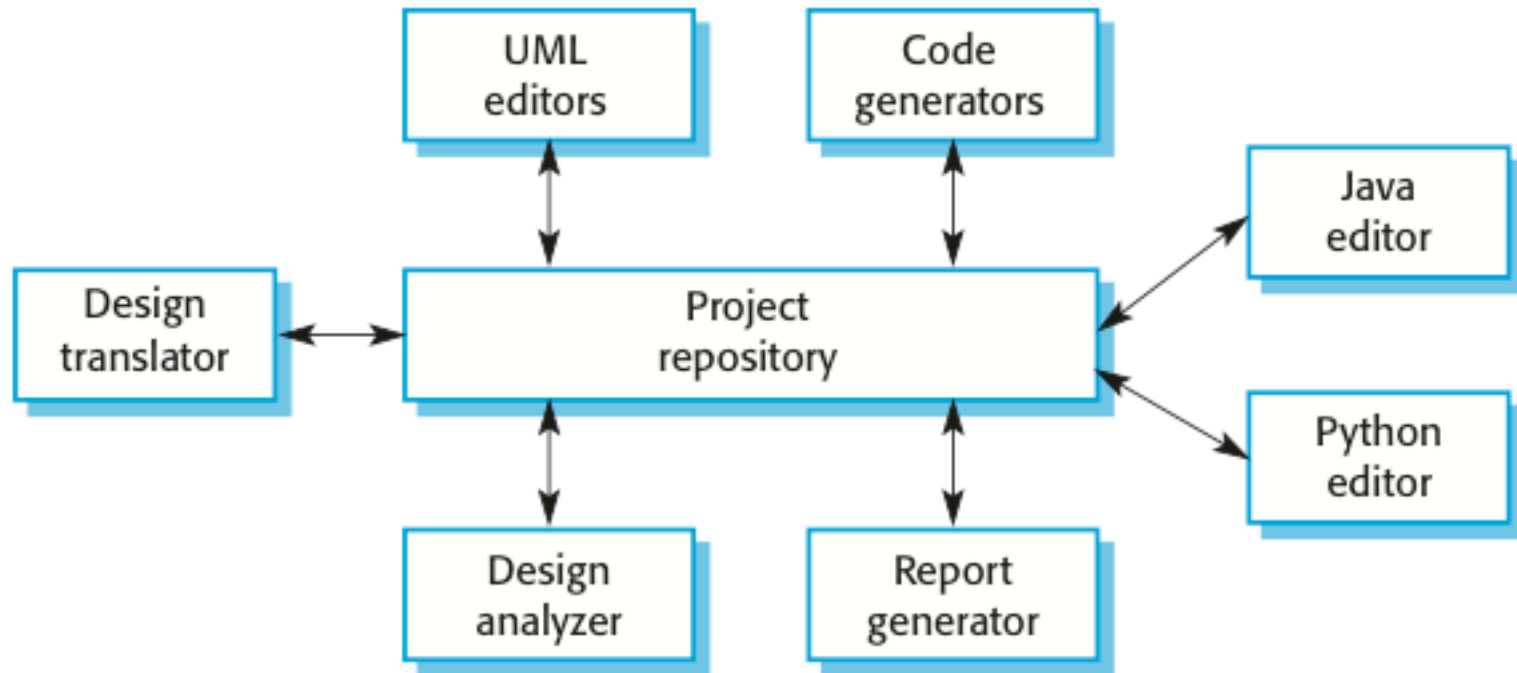 UML
editors
Code
generators
Java
editor
Design
translator
Project
repository
Python
editor
Design
analyzer
Report
generator